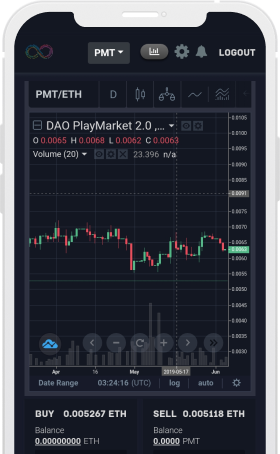 PMT LOGOUT
PMT/ETH D
DAO PlayMarket 2.0 ,...
O 0.0065 H 0.0068 L 0.0062 C 0.0063
Volume (20) 23.396 n/a
0.0105
0.0100
0.0095
0.0091
0.0085
0.0075
0.0070
0.0065
0.0062
0.0060
0.0055
0.0050
0.0045
0.0040
0.0035
0.0030
Apr 16 May 2019-05-17 Jun
Date Range 03:24:16 (UTC) log auto
BUY 0.005267 ETH SELL 0.005118 ETH
Balance Balance
0.00000000 ETH 0.0000 PMT